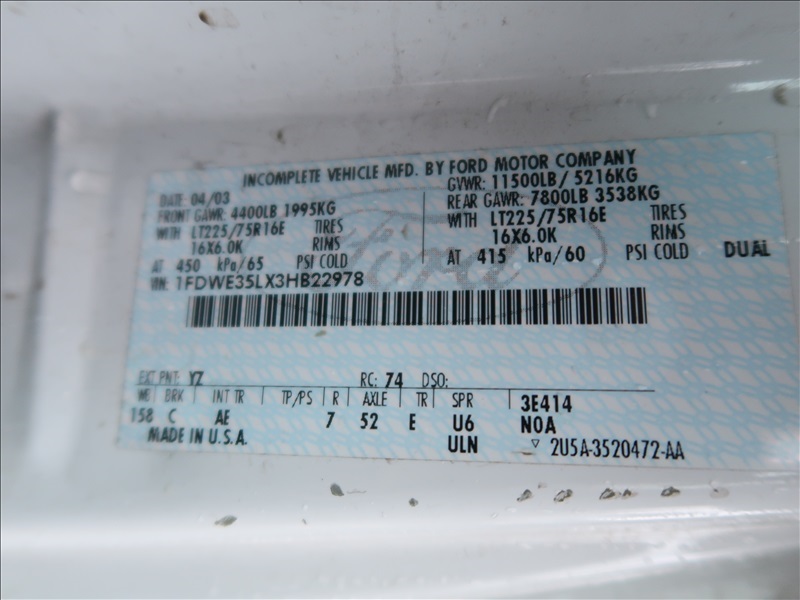 INCOMPLETE VEHICLE MFD. BY FORD MOTOR COMPANY
DATE: 04/03 GVWR: 11500LB/ 5216KG
FRONT GAWR: 4400LB 1995KG REAR GAWR: 7800LB 3538KG
WITH LT225/75R16E TIRES WITH LT225/75R16E TIRES
16X6.0K RIMS 16X6.0K RIMS
AT 450 kPa/65 PSI COLD AT 415 kPa/60 PSI COLD DUAL
VIN: 1FDWE35LX3HB22978
Ford
EXT PNT: YZ RC: 74 DSO:
WB BRK INT TR TP/PS R AXLE TR SPR 3E414
158 C AE 7 52 E U6 NOA
MADE IN U.S.A. ULN ▽ 2U5A-3520472-AA